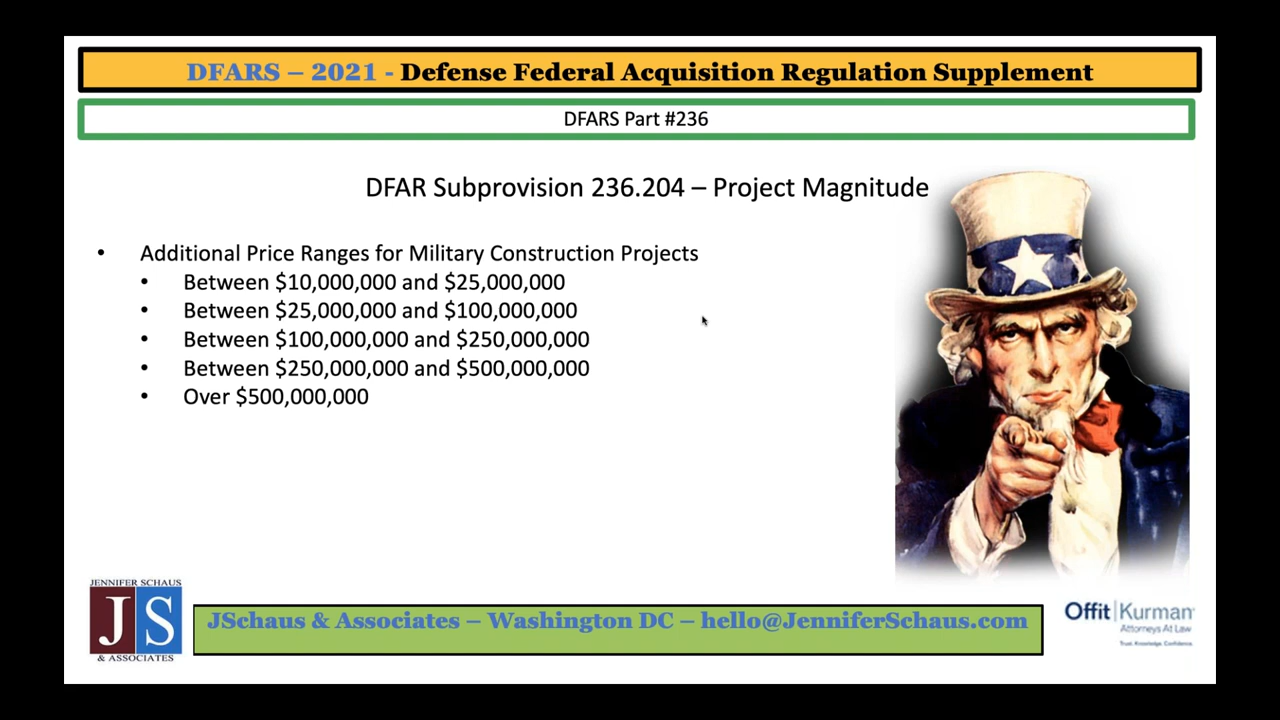 DFARS – 2021 - Defense Federal Acquisition Regulation Supplement
DFARS Part #236
DFAR Subprovision 236.204 – Project Magnitude
• Additional Price Ranges for Military Construction Projects
• Between $10,000,000 and $25,000,000
• Between $25,000,000 and $100,000,000
• Between $100,000,000 and $250,000,000
• Between $250,000,000 and $500,000,000
• Over $500,000,000
JENNIFER SCHAUS
JS
& ASSOCIATES
JSchaus & Associates – Washington DC – hello@JenniferSchaus.com
Offit|Kurman
Attorneys At Law
Trust. Knowledge. Confidence.